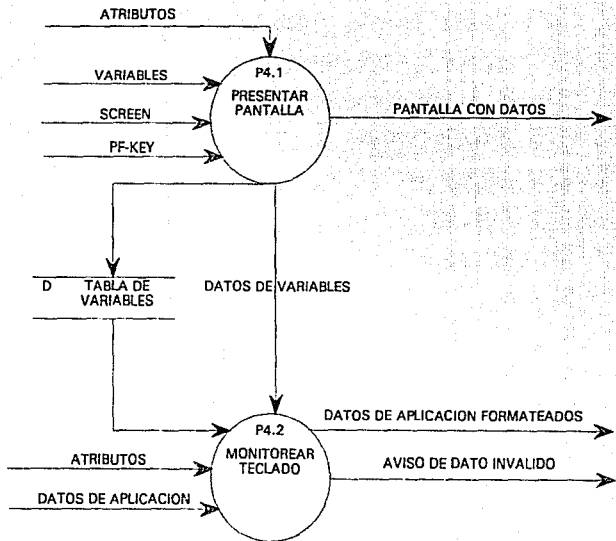 ATRIBUTOS
P4.1
VARIABLES
PRESENTAR
PANTALLA
SCREEN
PANTALLA CON DATOS
PF-KEY
D TABLA DE
VARIABLES
DATOS DE VARIABLES
P4.2
DATOS DE APLICACION FORMATEADOS
MONITOREAR
TECLADO
ATRIBUTOS
AVISO DE DATO INVALIDO
DATOS DE APLICACION